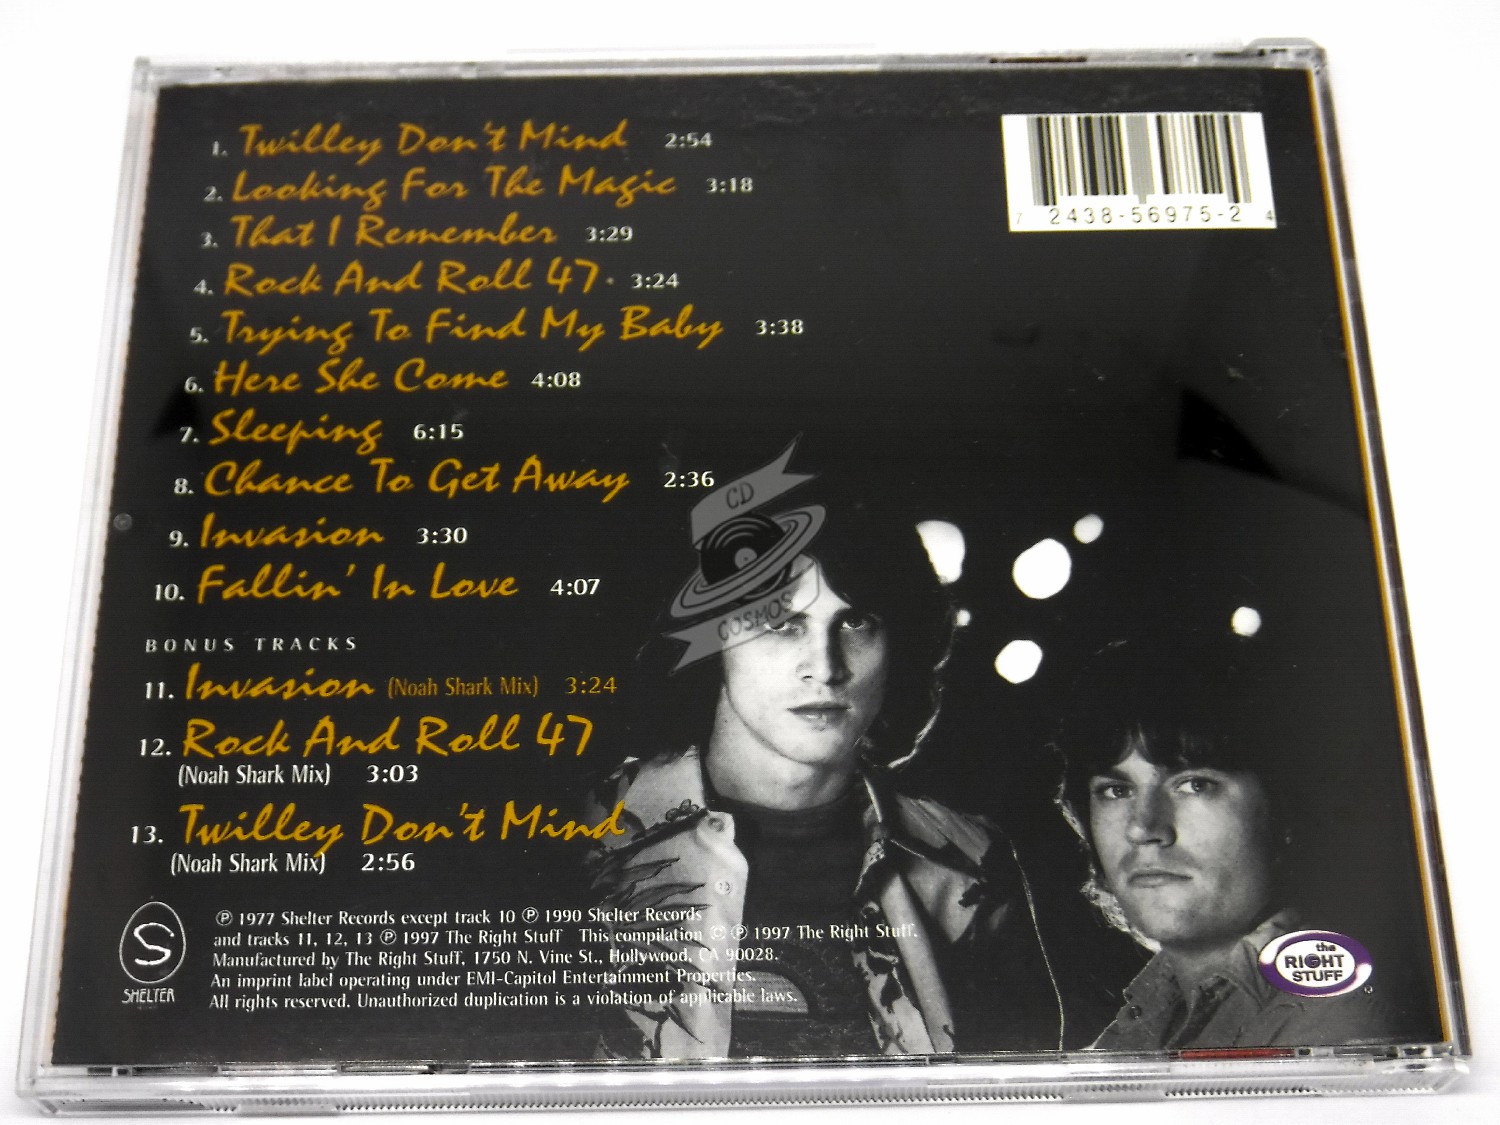 1. Twilley Don't Mind 2:54
2. Looking For The Magic 3:18
3. That I Remember 3:29
4. Rock And Roll 47 3:24
5. Trying To Find My Baby 3:38
6. Here She Come 4:08
7. Sleeping 6:15
8. Chance To Get Away 2:36
9. Invasion 3:30
10. Fallin' In Love 4:07
BONUS TRACKS
11. Invasion (Noah Shark Mix) 3:24
12. Rock And Roll 47
(Noah Shark Mix) 3:03
13. Twilley Don't Mind
(Noah Shark Mix) 2:56
℗ 1977 Shelter Records except track 10 ℗ 1990 Shelter Records
and tracks 11, 12, 13 ℗ 1997 The Right Stuff This compilation © ℗ 1997 The Right Stuff.
Manufactured by The Right Stuff, 1750 N. Vine St., Hollywood, CA 90028.
An imprint label operating under EMI-Capitol Entertainment Properties.
All rights reserved. Unauthorized duplication is a violation of applicable laws.
S
SHELTER
7 2438-56975-2 4
CD
COSMOS
the
RIGHT
STUFF